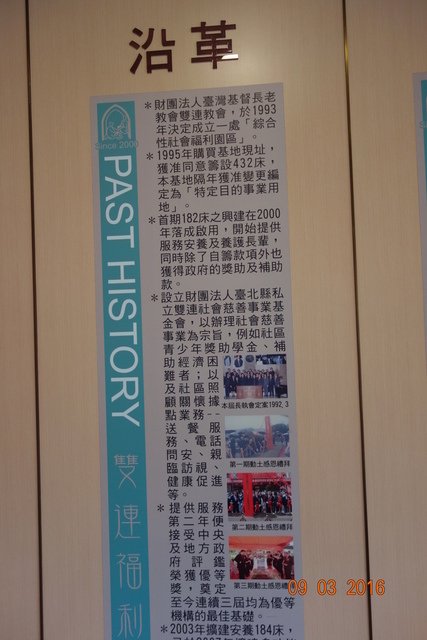 沿革
Since 2000
PAST HISTORY
雙連福利
＊財團法人臺灣基督長老
教會雙連教會，於1993
年決定成立一處「綜合
性社會福利園區」。
＊1995年購買基地現址，
獲准同意籌設432床，
本基地隔年獲准變更編
定為「特定目的事業用
地」。
＊首期182床之興建在2000
年落成啟用，開始提供
服務安養及養護長輩，
同時除了自籌款項外也
獲得政府的獎助及補助
款。
＊設立財團法人臺北縣私
立雙連社會慈善事業基
金會，以辦理社會慈善
事業為宗旨，例如社區
青少年獎助學金、補
助經濟困
難者；以
及社區照
顧關懷據
點業務--
送餐服
務、電話
問安、親
臨訪視、
健康促進
等。
本屆長執會定案1992, 3
第一期動土感恩禮拜
第二期動土感恩禮拜
第三期動土感恩禮
＊提供服務
第二年便
接受中央
及地方政
府評鑑
榮獲優等
獎，奠定
至今連續三屆均為優等
機構的最佳基礎。
＊2003年擴建安養184床，
09 03 2016